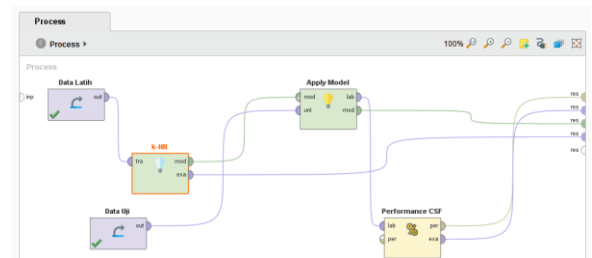 Process
Process
100%
Process
inp
Data Latih
out
Apply Model
mod
lab
unl
mod
res
res
res
res
res
k-NN
tra
mod
exa
Data Uji
out
Performance CSF
lab
%
per
per
exa